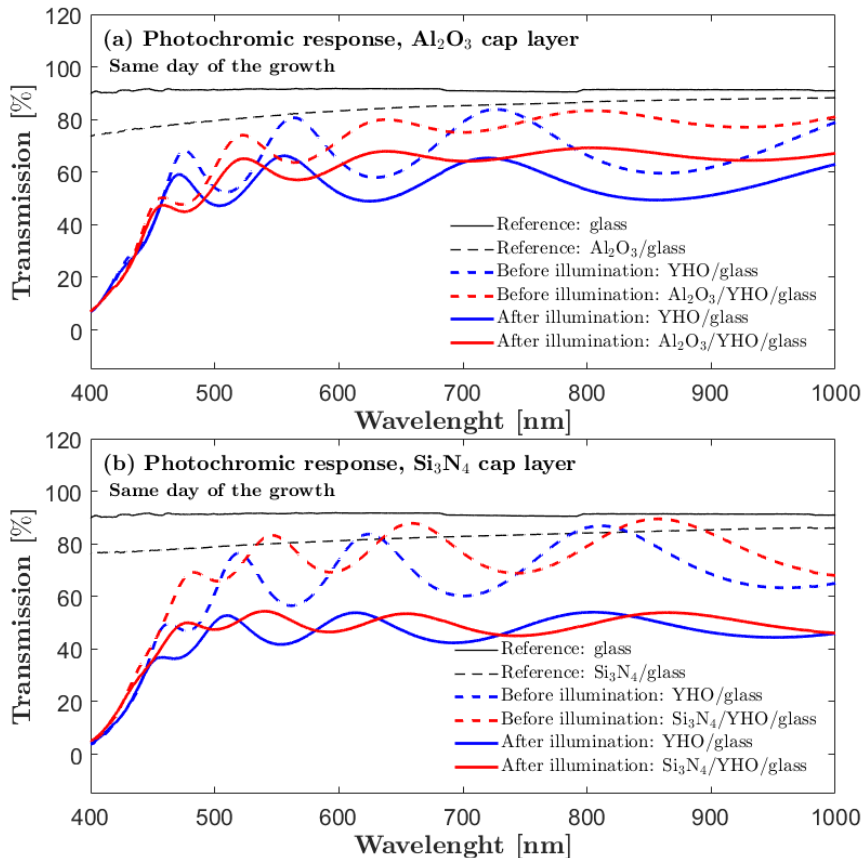 120
100
80
60
40
20
0
Transmission [%]
(a) Photochromic response, Al₂O₃ cap layer
Same day of the growth
Reference: glass
Reference: Al₂O₃/glass
Before illumination: YHO/glass
Before illumination: Al₂O₃/YHO/glass
After illumination: YHO/glass
After illumination: Al₂O₃/YHO/glass
400 500 600 700 800 900 1000
Wavelenght [nm]
120
100
80
60
40
20
0
Transmission [%]
(b) Photochromic response, Si₃N₄ cap layer
Same day of the growth
Reference: glass
Reference: Si₃N₄/glass
Before illumination: YHO/glass
Before illumination: Si₃N₄/YHO/glass
After illumination: YHO/glass
After illumination: Si₃N₄/YHO/glass
400 500 600 700 800 900 1000
Wavelenght [nm]